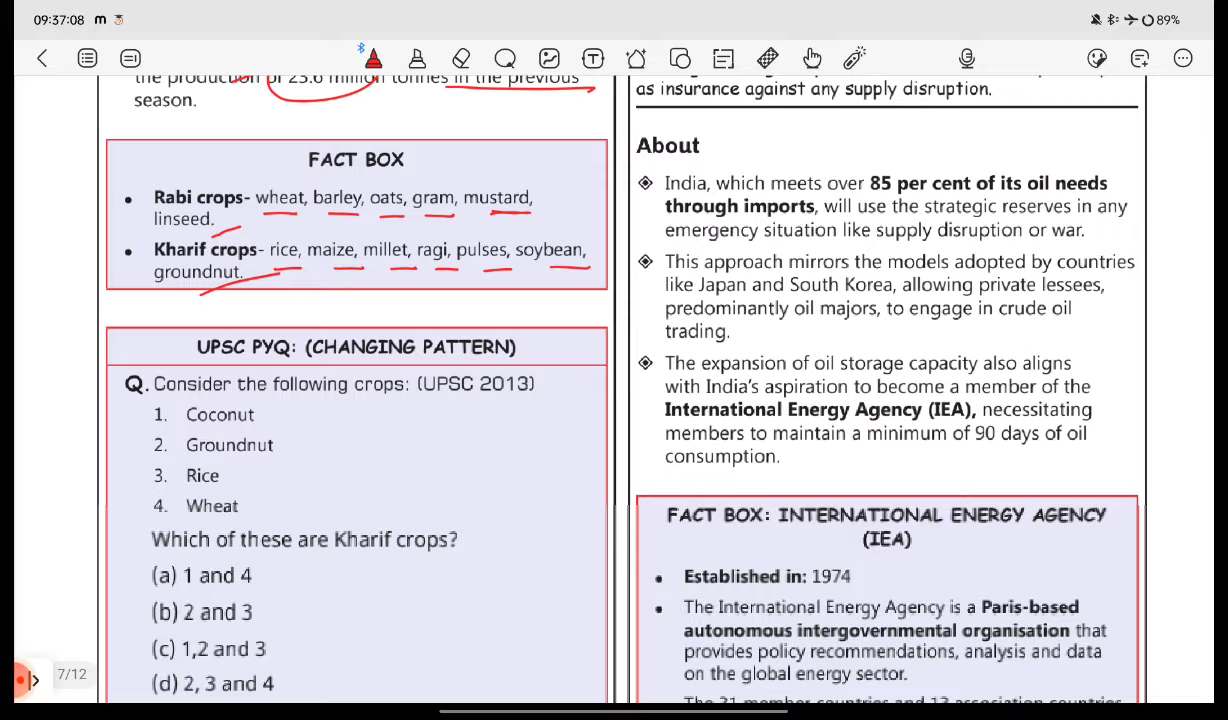 09:37:08 m
89%
the production of 23.6 million tonnes in the previous
season.
FACT BOX
• Rabi crops- wheat, barley, oats, gram, mustard,
linseed.
• Kharif crops- rice, maize, millet, ragi, pulses, soybean,
groundnut.
UPSC PYQ: (CHANGING PATTERN)
Q. Consider the following crops: (UPSC 2013)
1. Coconut
2. Groundnut
3. Rice
4. Wheat
Which of these are Kharif crops?
(a) 1 and 4
(b) 2 and 3
(c) 1,2 and 3
(d) 2, 3 and 4
7/12
as insurance against any supply disruption.
About
India, which meets over 85 per cent of its oil needs
through imports, will use the strategic reserves in any
emergency situation like supply disruption or war.
This approach mirrors the models adopted by countries
like Japan and South Korea, allowing private lessees,
predominantly oil majors, to engage in crude oil
trading.
The expansion of oil storage capacity also aligns
with India's aspiration to become a member of the
International Energy Agency (IEA), necessitating
members to maintain a minimum of 90 days of oil
consumption.
FACT BOX: INTERNATIONAL ENERGY AGENCY
(IEA)
• Established in: 1974
• The International Energy Agency is a Paris-based
autonomous intergovernmental organisation that
provides policy recommendations, analysis and data
on the global energy sector.
The 31 member countries and 13 association countries